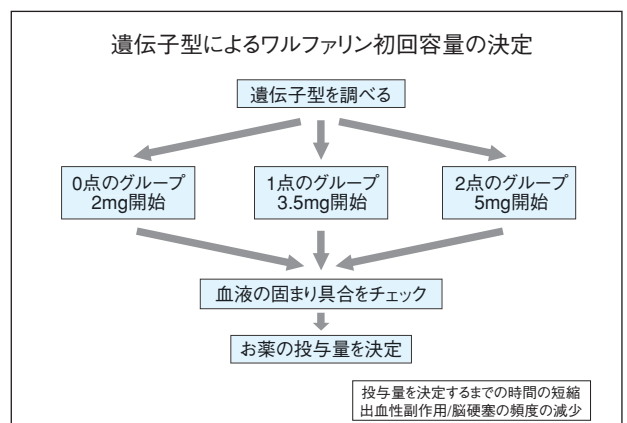 遺伝子型によるワルファリン初回容量の決定
遺伝子型を調べる
0点のグループ
2mg開始
1点のグループ
3.5mg開始
2点のグループ
5mg開始
血液の固まり具合をチェック
お薬の投与量を決定
投与量を決定するまでの時間の短縮
出血性副作用/脳硬塞の頻度の減少